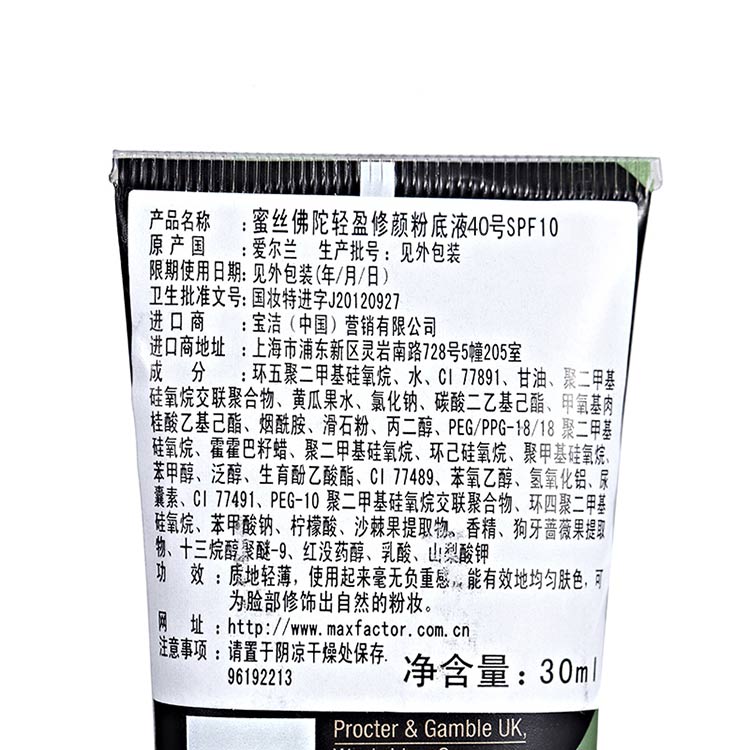 产品名称 :蜜丝佛陀轻盈修颜粉底液40号SPF10
原产国 :爱尔兰 生产批号:见外包装
限期使用日期:见外包装(年/月/日)
卫生批准文号:国妆特进字J20120927
进口商 :宝洁(中国)营销有限公司
进口商地址 :上海市浦东新区灵岩南路728号5幢205室
成分 :环五聚二甲基硅氧烷、水、CI 77891、甘油、聚二甲基
硅氧烷交联聚合物、黄瓜果水、氯化钠、碳酸二乙基己酯、甲氧基肉
桂酸乙基己酯、烟酰胺、滑石粉、丙二醇、PEG/PPG-18/18 聚二甲基
硅氧烷、霍霍巴籽蜡、聚二甲基硅氧烷、环己硅氧烷、聚甲基硅氧烷、
苯甲醇、泛醇、生育酚乙酸酯、CI 77489、苯氧乙醇、氢氧化铝、尿
囊素、CI 77491、PEG-10 聚二甲基硅氧烷交联聚合物、环四聚二甲基
硅氧烷、苯甲酸钠、柠檬酸、沙棘果提取物、香精、狗牙蔷薇果提取
物、十三烷醇聚醚-9、红没药醇、乳酸、山梨酸钾
功效 :质地轻薄，使用起来毫无负重感，能有效地均匀肤色，可
为脸部修饰出自然的粉妆。
网址 :http://www.maxfactor.com.cn
注意事项 :请置于阴凉干燥处保存.
96192213
净含量：30ml
Procter & Gamble UK,